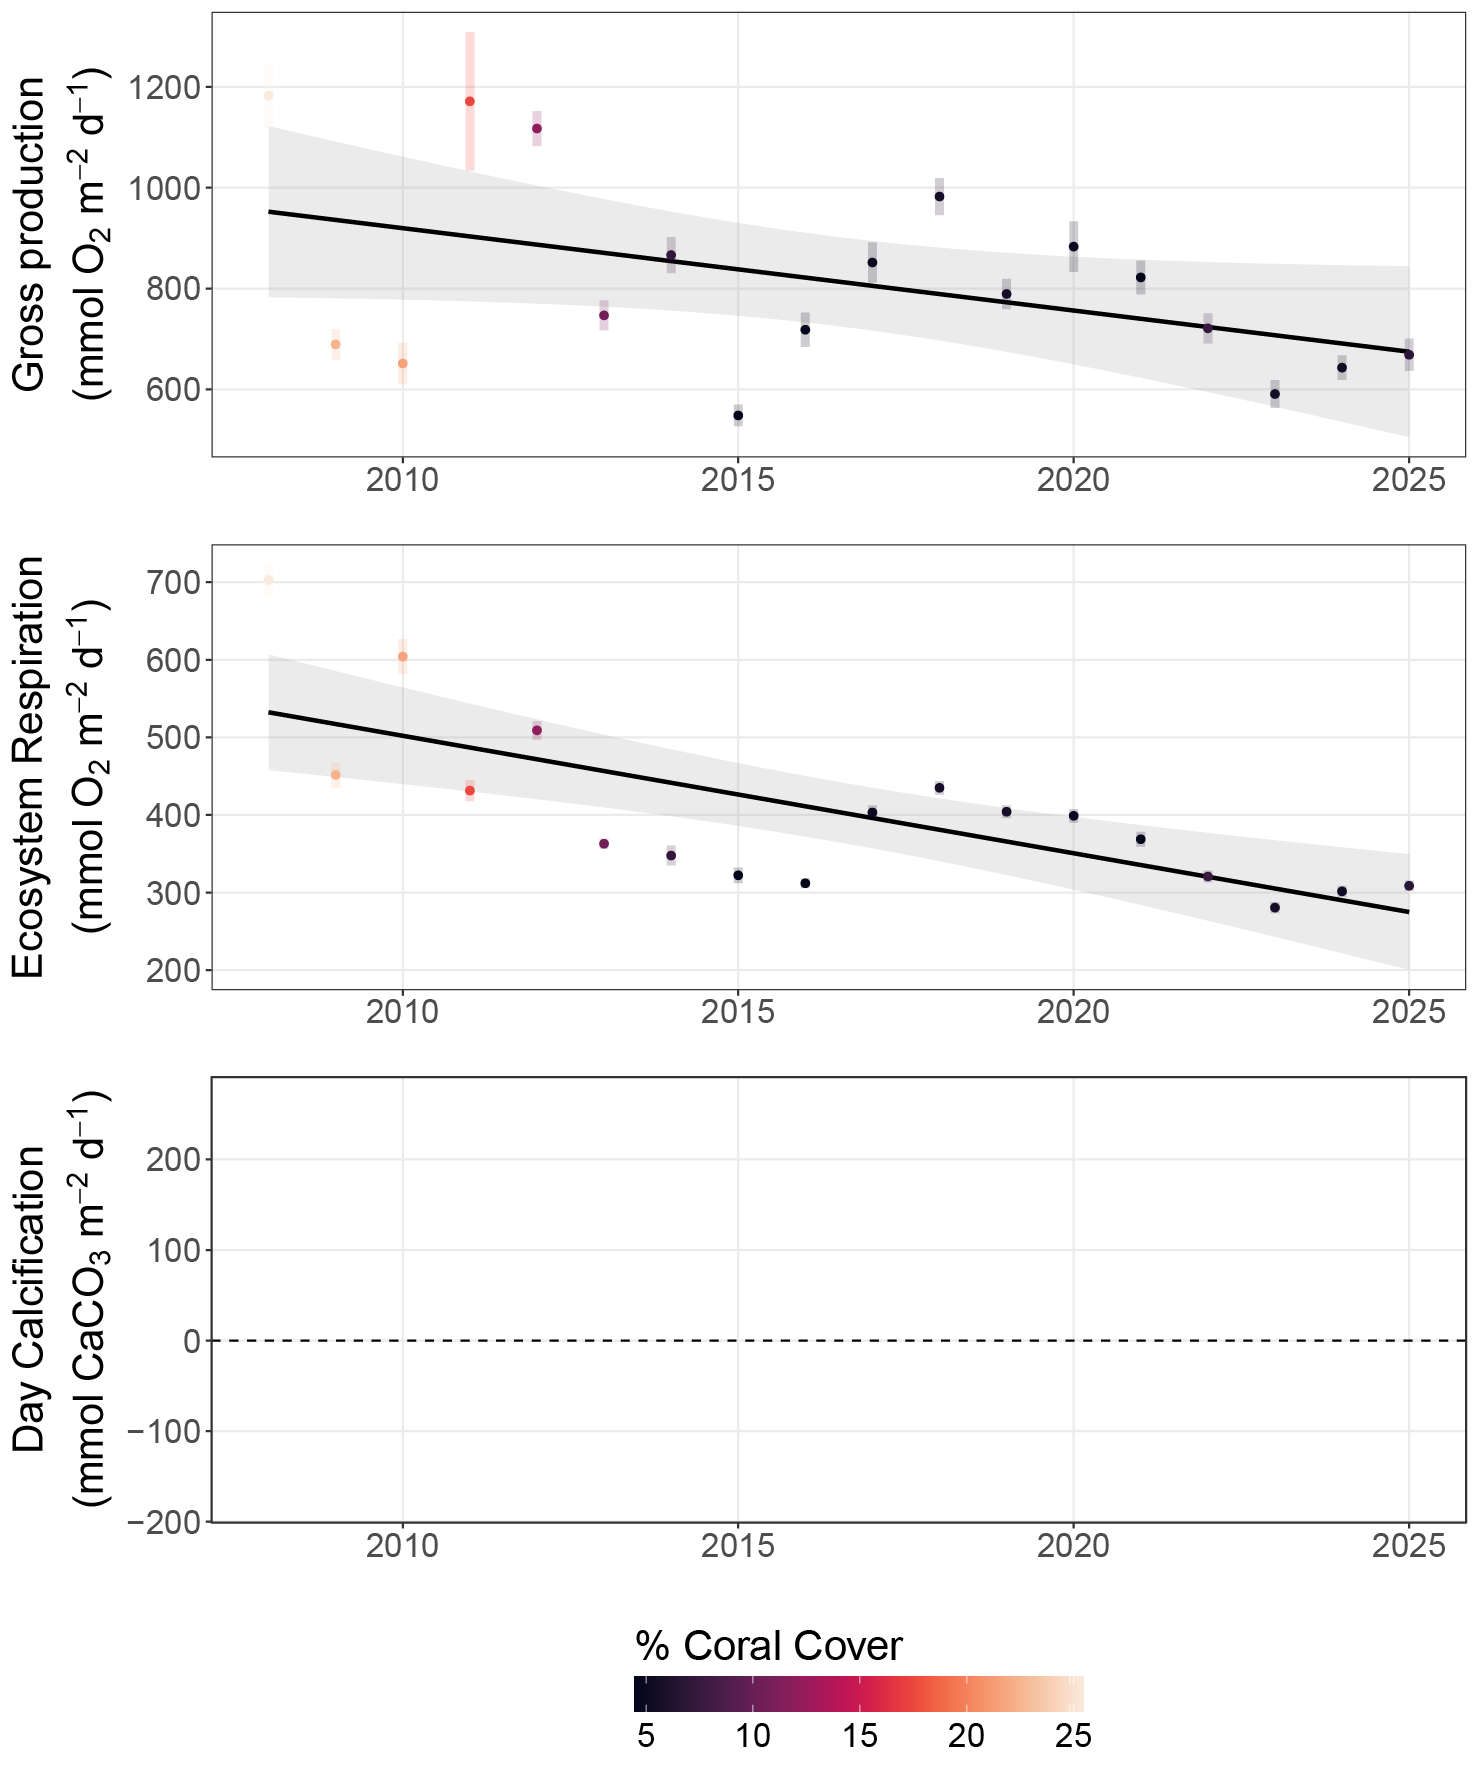 Gross production
(mmol O₂ m⁻² d⁻¹)
1200
1000
800
600
2010 2015 2020 2025
Ecosystem Respiration
(mmol O₂ m⁻² d⁻¹)
700
600
500
400
300
200
2010 2015 2020 2025
Day Calcification
(mmol CaCO₃ m⁻² d⁻¹)
200
100
0
−100
−200
2010 2015 2020 2025
% Coral Cover
5 10 15 20 25